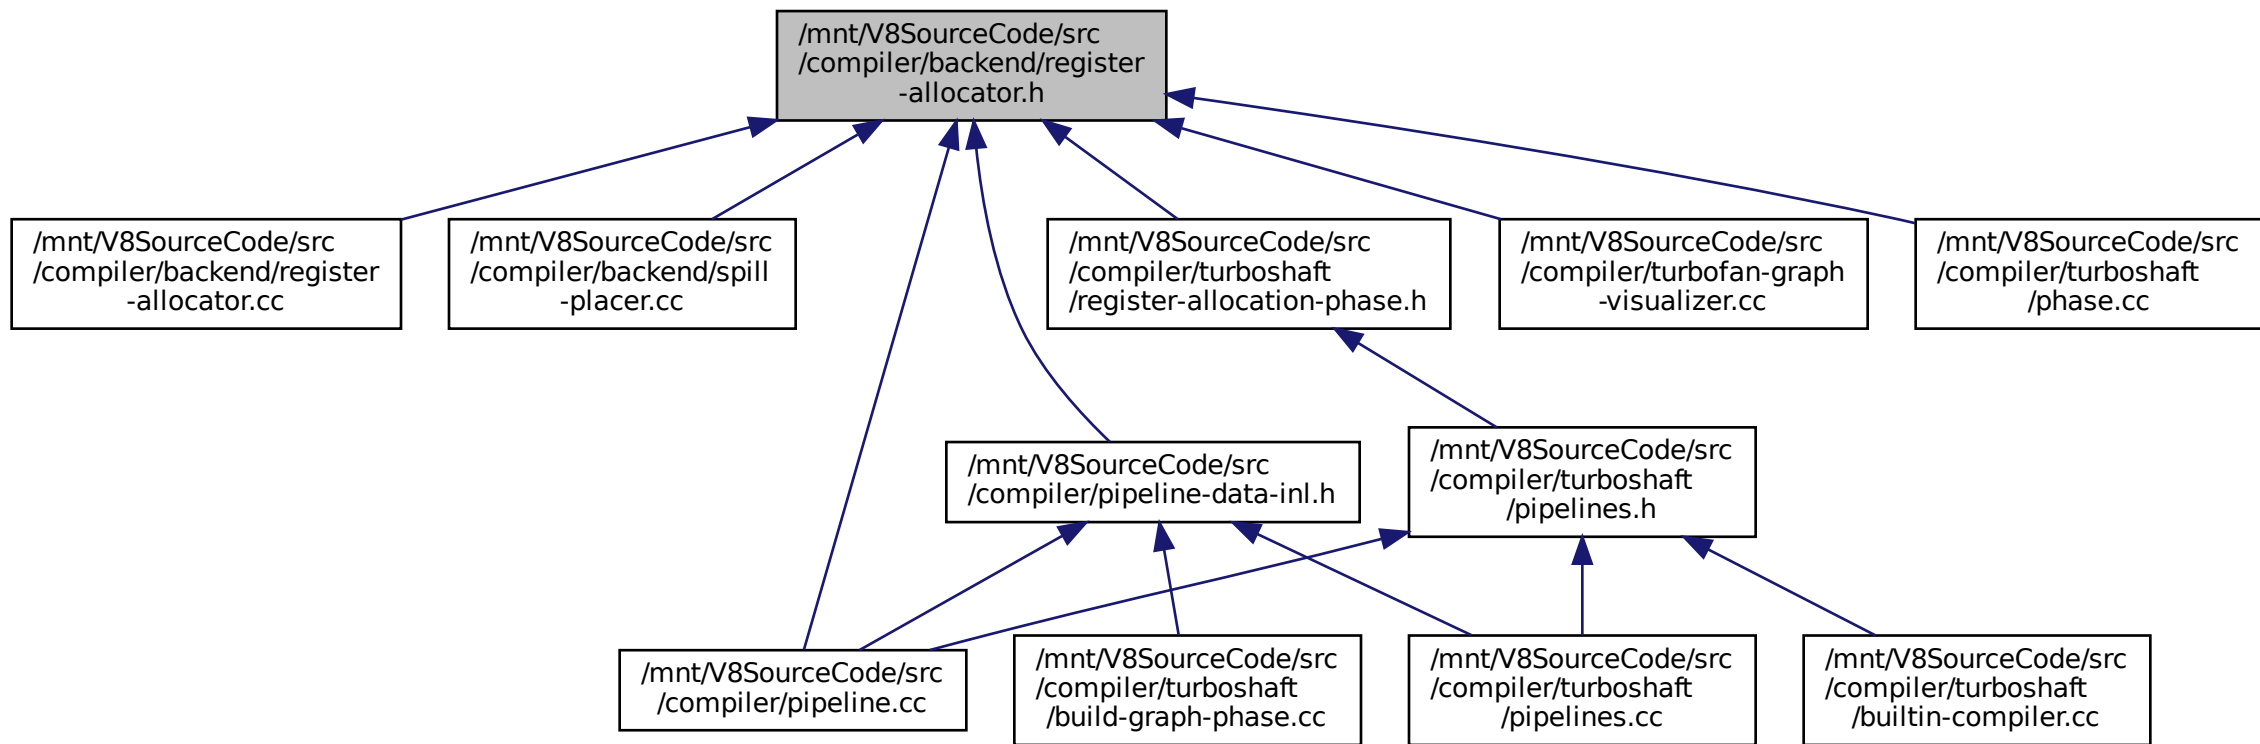 /mnt/V8SourceCode/src
/compiler/backend/register
-allocator.h
/mnt/V8SourceCode/src
/compiler/backend/register
-allocator.cc
/mnt/V8SourceCode/src
/compiler/backend/spill
-placer.cc
/mnt/V8SourceCode/src
/compiler/turboshaft
/register-allocation-phase.h
/mnt/V8SourceCode/src
/compiler/turbofan-graph
-visualizer.cc
/mnt/V8SourceCode/src
/compiler/turboshaft
/phase.cc
/mnt/V8SourceCode/src
/compiler/pipeline-data-inl.h
/mnt/V8SourceCode/src
/compiler/turboshaft
/pipelines.h
/mnt/V8SourceCode/src
/compiler/pipeline.cc
/mnt/V8SourceCode/src
/compiler/turboshaft
/build-graph-phase.cc
/mnt/V8SourceCode/src
/compiler/turboshaft
/pipelines.cc
/mnt/V8SourceCode/src
/compiler/turboshaft
/builtin-compiler.cc